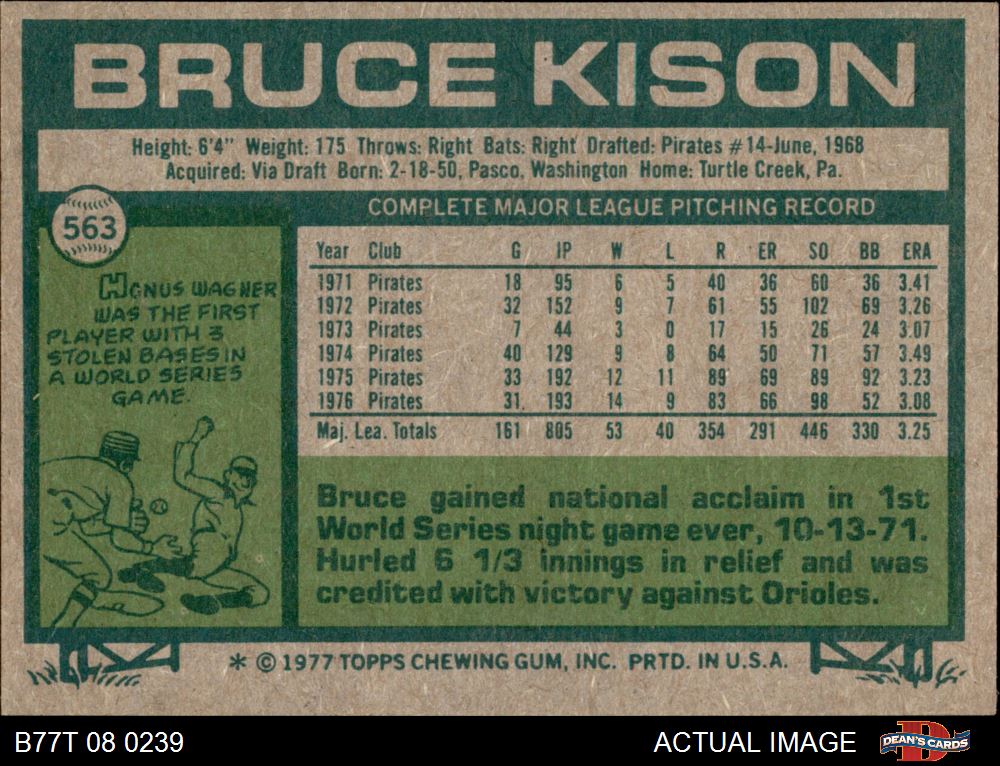 BRUCE KISON
Height: 6'4" Weight: 175 Throws: Right Bats: Right Drafted: Pirates #14-June, 1968
Acquired: Via Draft Born: 2-18-50, Pasco, Washington Home: Turtle Creek, Pa.
563
HONUS WAGNER
WAS THE FIRST
PLAYER WITH 3
STOLEN BASES IN
A WORLD SERIES
GAME.
COMPLETE MAJOR LEAGUE PITCHING RECORD
Year Club G IP W L R ER SO BB ERA
1971 Pirates 18 95 6 5 40 36 60 36 3.41
1972 Pirates 32 152 9 7 61 55 102 69 3.26
1973 Pirates 7 44 3 0 17 15 26 24 3.07
1974 Pirates 40 129 9 8 64 50 71 57 3.49
1975 Pirates 33 192 12 11 89 69 89 92 3.23
1976 Pirates 31 193 14 9 83 66 98 52 3.08
Maj. Lea. Totals 161 805 53 40 354 291 446 330 3.25
Bruce gained national acclaim in 1st
World Series night game ever, 10-13-71.
Hurled 6 1/3 innings in relief and was
credited with victory against Orioles.
* © 1977 TOPPS CHEWING GUM, INC. PRTD. IN U.S.A.
B77T 08 0239
ACTUAL IMAGE
D
DEAN'S CARDS